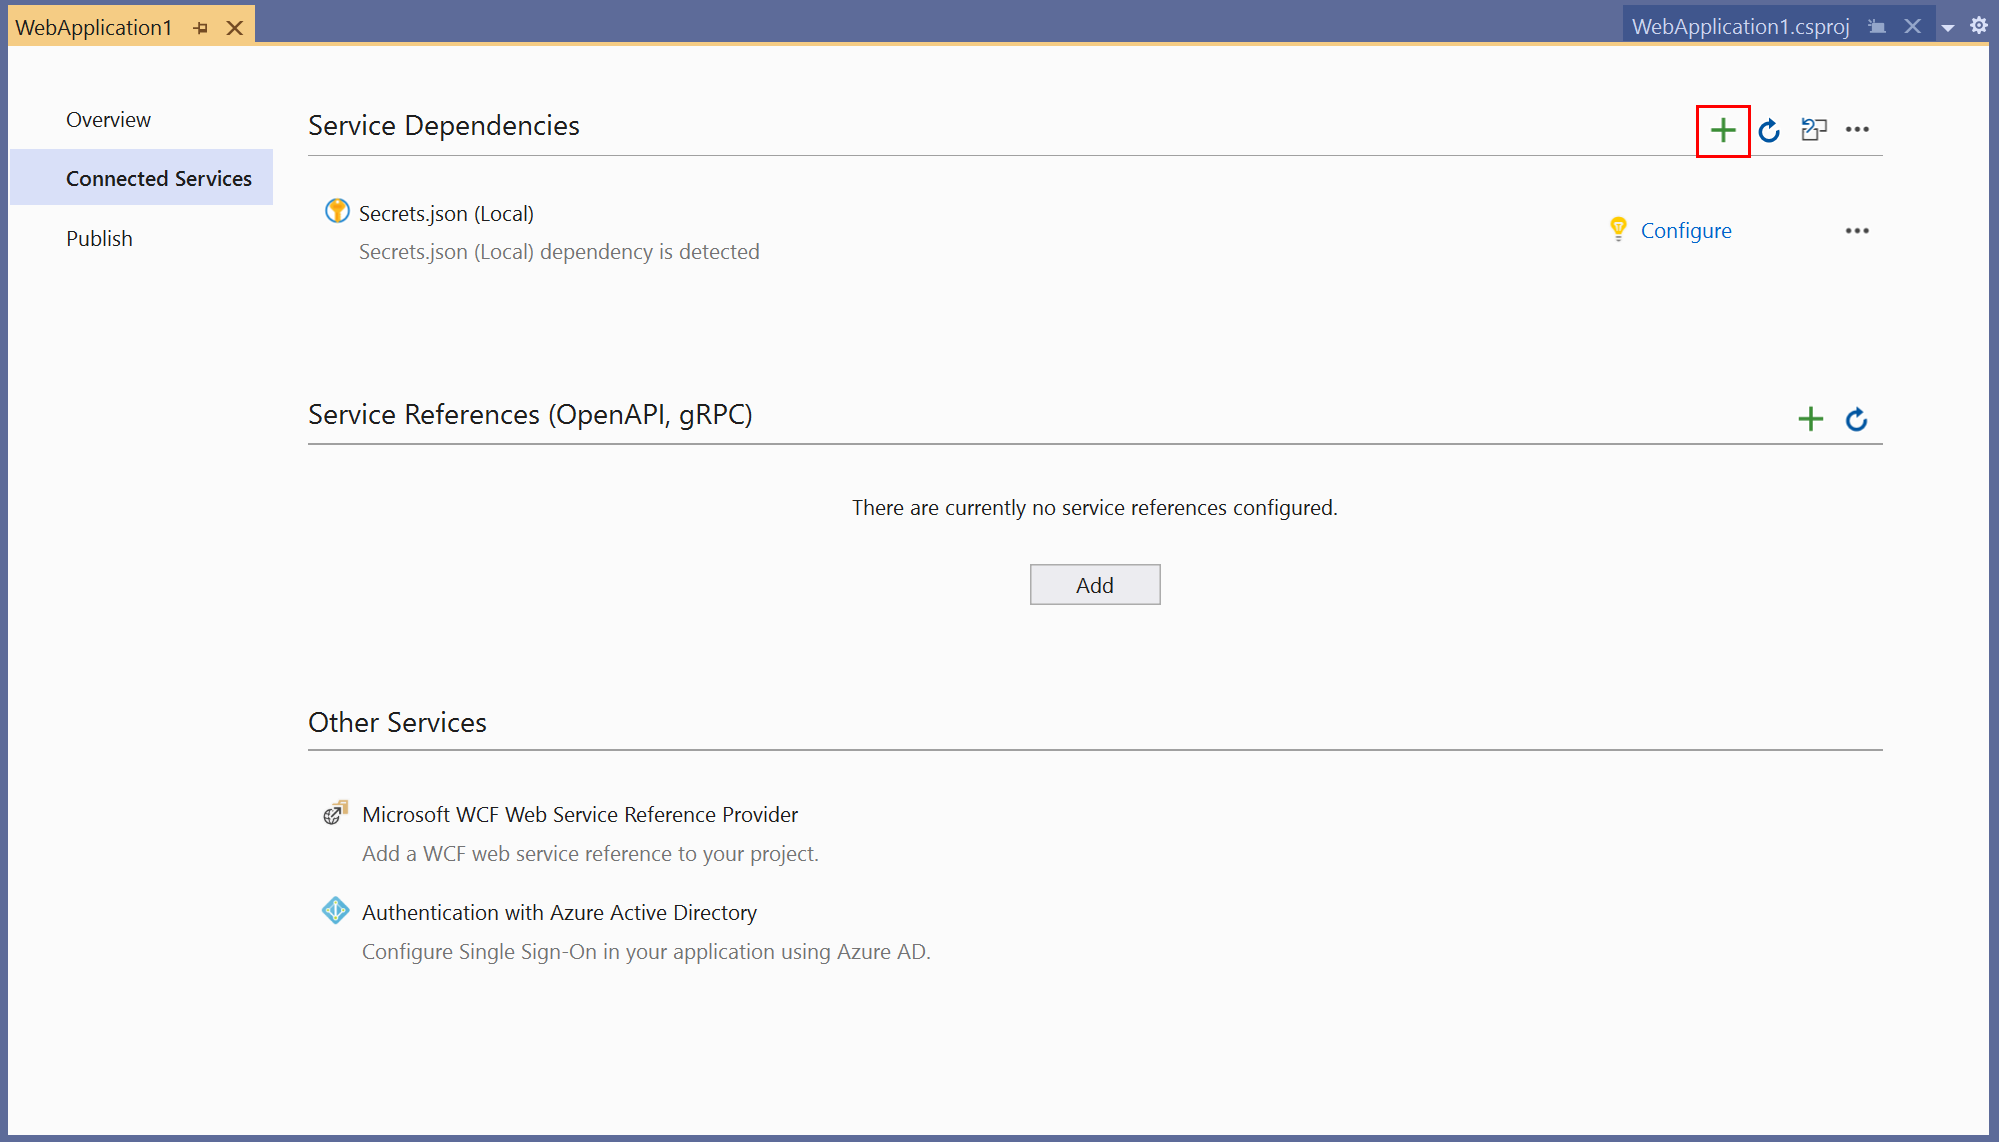 WebApplication1
WebApplication1.csproj
Overview
Connected Services
Publish
Service Dependencies
Secrets.json (Local)
Secrets.json (Local) dependency is detected
Configure
Service References (OpenAPI, gRPC)
There are currently no service references configured.
Add
Other Services
Microsoft WCF Web Service Reference Provider
Add a WCF web service reference to your project.
Authentication with Azure Active Directory
Configure Single Sign-On in your application using Azure AD.